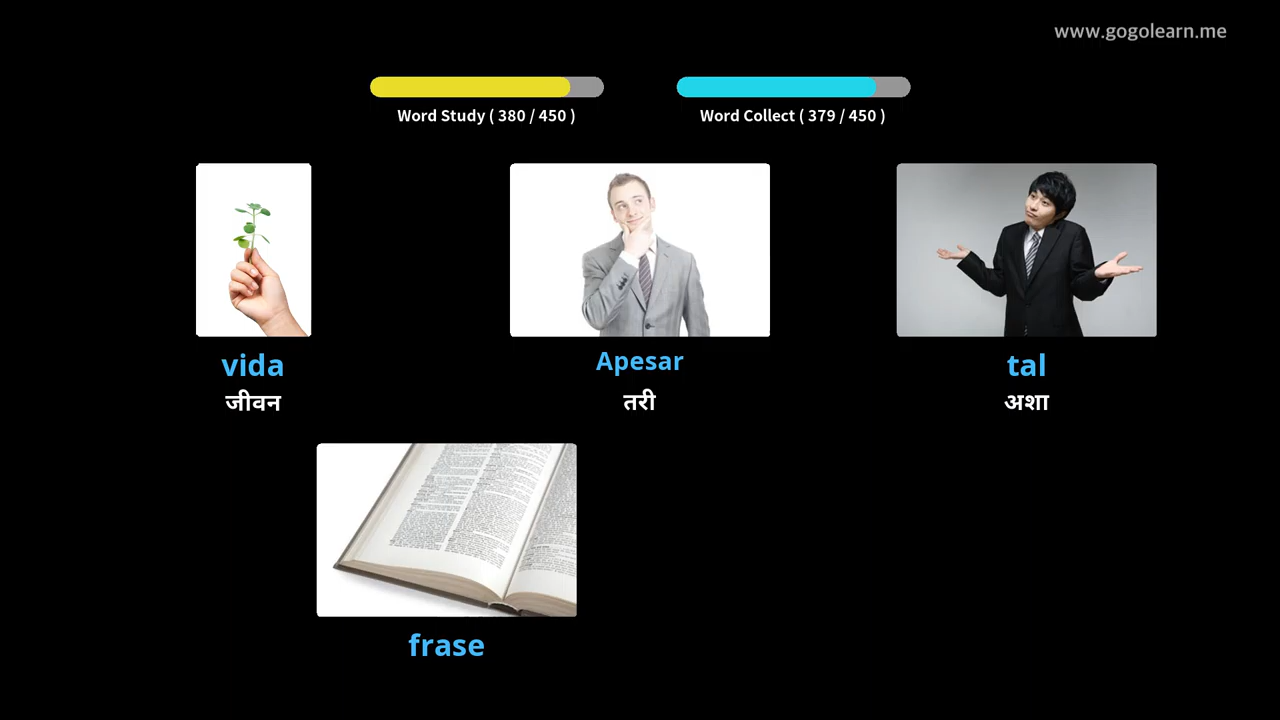 www.gogolearn.me
Word Study ( 380 / 450 )
Word Collect ( 379 / 450 )
vida
Apesar
tal
जीवन
तरी
अशा
frase